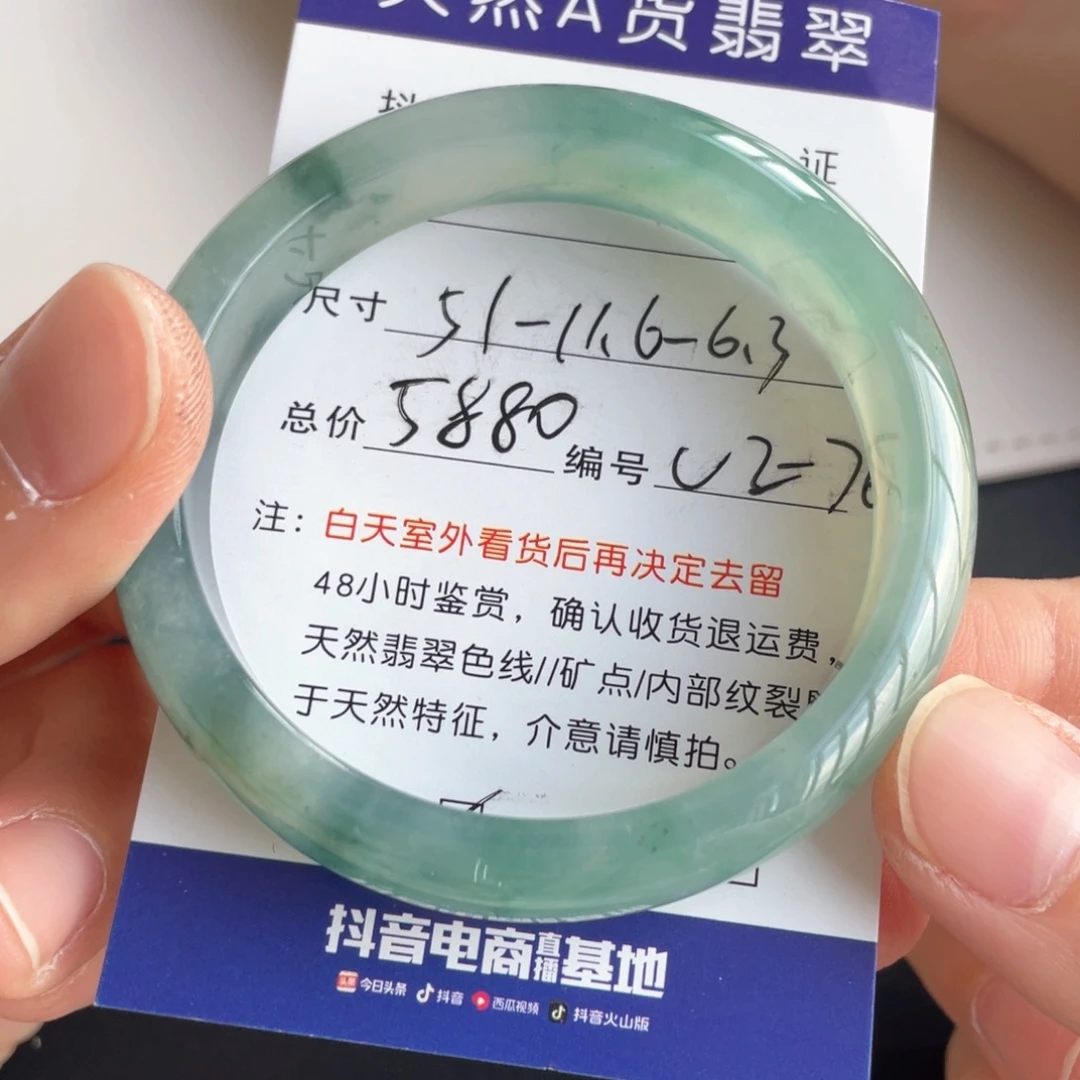 天然A货翡翠
证
尺寸 51-11.6-6.3
总价 5880 编号
注：白天室外看货后再决定去留
48小时鉴赏，确认收货退运费，
天然翡翠色线//矿点/内部纹裂
于天然特征，介意请慎拍。
抖音电商直播基地
头条 今日头条 抖音 西瓜视频 抖音火山版